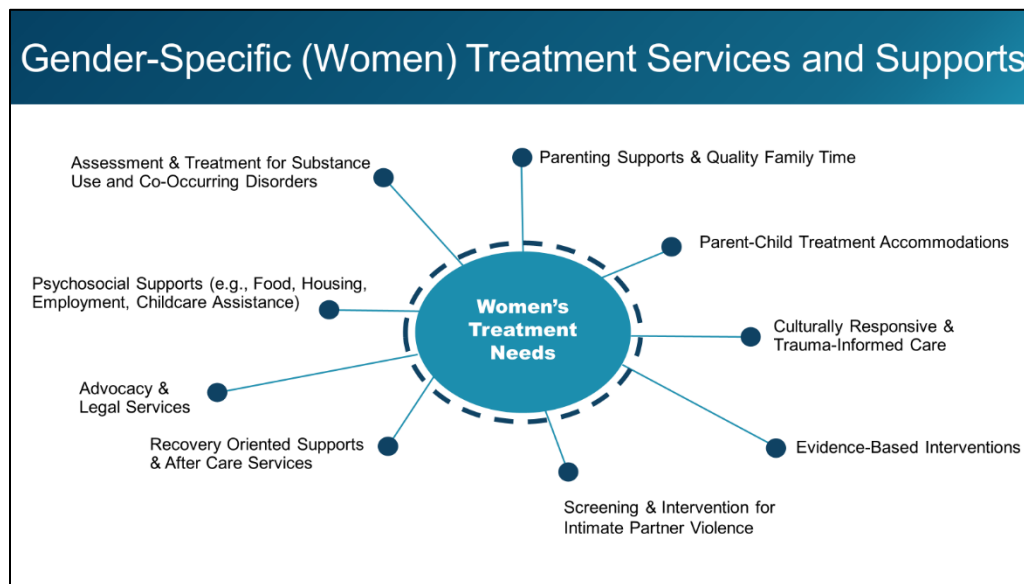 Gender-Specific (Women) Treatment Services and Supports
Assessment & Treatment for Substance
Use and Co-Occurring Disorders
Parenting Supports & Quality Family Time
Parent-Child Treatment Accommodations
Psychosocial Supports (e.g., Food, Housing,
Employment, Childcare Assistance)
Women's
Treatment
Needs
Culturally Responsive &
Trauma-Informed Care
Advocacy &
Legal Services
Recovery Oriented Supports
& After Care Services
Evidence-Based Interventions
Screening & Intervention for
Intimate Partner Violence